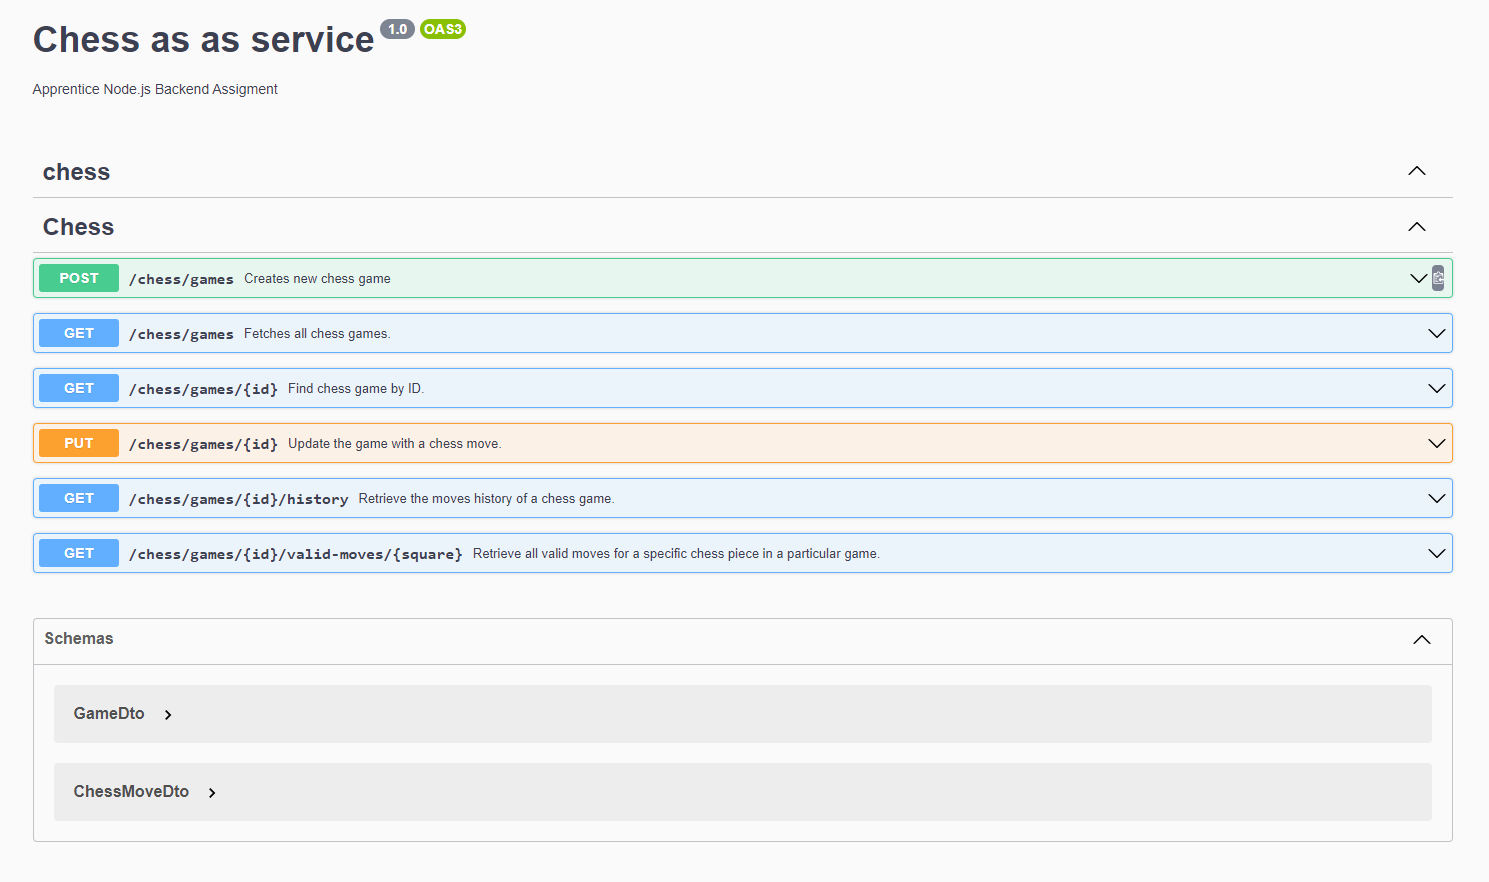 Chess as as service 1.0 OAS3
Apprentice Node.js Backend Assigment
chess
Chess
POST /chess/games Creates new chess game
GET /chess/games Fetches all chess games.
GET /chess/games/{id} Find chess game by ID.
PUT /chess/games/{id} Update the game with a chess move.
GET /chess/games/{id}/history Retrieve the moves history of a chess game.
GET /chess/games/{id}/valid-moves/{square} Retrieve all valid moves for a specific chess piece in a particular game.
Schemas
GameDto
ChessMoveDto